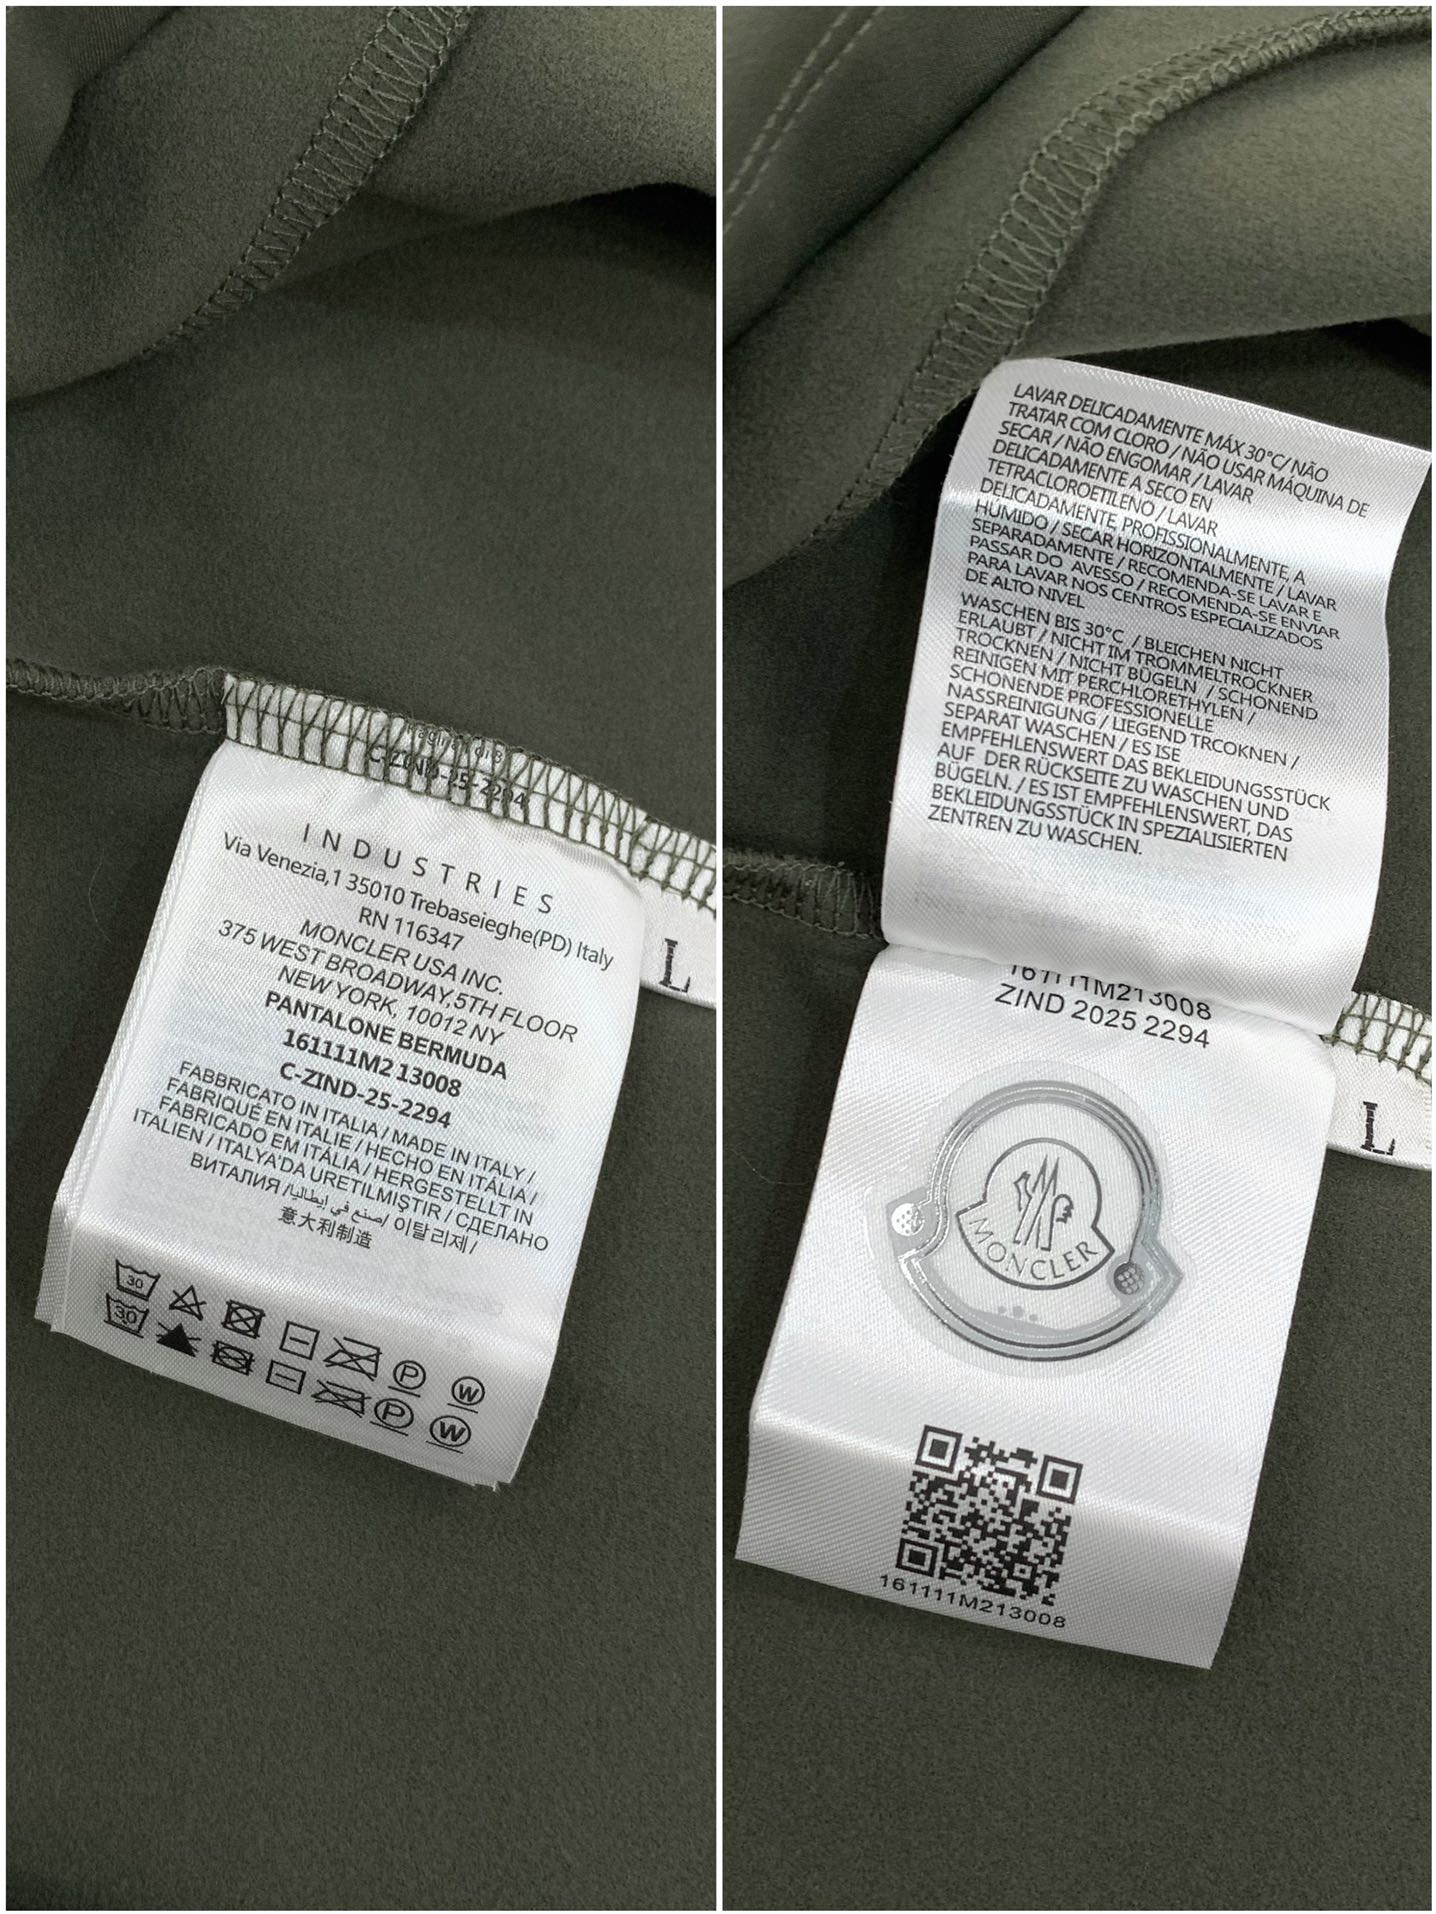 C-ZIND-25-2294
INDUSTRIES
Via Venezia,1 35010 Trebaseieghe(PD) Italy
RN 116347
MONCLER USA INC.
375 WEST BROADWAY,5TH FLOOR
NEW YORK, 10012 NY
PANTALONE BERMUDA
161111M2 13008
C-ZIND-25-2294
FABBRICATO IN ITALIA / MADE IN ITALY /
FABRIQUÉ EN ITALIE / HECHO EN ITÁLIA /
FABRICADO EM ITÁLIA / HERGESTELLT IN
ITALIEN / ITALYA'DA URETILMIŞTIR / СДЕЛАНО
ВИТАЛИЯ /صنع في إيطاليا/ 이탈리제 /
意大利制造
30
P
W
30
P
W
L
LAVAR DELICADAMENTE MÁX 30°C/ NÃO
TRATAR COM CLORO / NÃO USAR MÁQUINA DE
SECAR / NÃO ENGOMAR / LAVAR
DELICADAMENTE A SECO EN
TETRACLOROETILENO / LAVAR
DELICADAMENTE, PROFISSIONALMENTE, A
HÚMIDO / SECAR HORIZONTALMENTE / LAVAR
SEPARADAMENTE / RECOMENDA-SE LAVAR E
PASSAR DO AVESSO / RECOMENDA-SE ENVIAR
PARA LAVAR NOS CENTROS ESPECIALIZADOS
DE ALTO NIVEL
WASCHEN BIS 30°C / BLEICHEN NICHT
ERLAUBT / NICHT IM TROMMELTROCKNER
TROCKNEN / NICHT BÜGELN / SCHONEND
REINIGEN MIT PERCHLORETHYLEN /
SCHONENDE PROFESSIONELLE
NASSREINIGUNG / LIEGEND TRCOKNEN /
SEPARAT WASCHEN / ES ISE
EMPFEHLENSWERT DAS BEKLEIDUNGSSTÜCK
AUF DER RÜCKSEITE ZU WASCHEN UND
BÜGELN. / ES IST EMPFEHLENSWERT, DAS
BEKLEIDUNGSSTÜCK IN SPEZIALISIERTEN
ZENTREN ZU WASCHEN.
161111M213008
ZIND 2025 2294
MONCLER
161111M213008
L